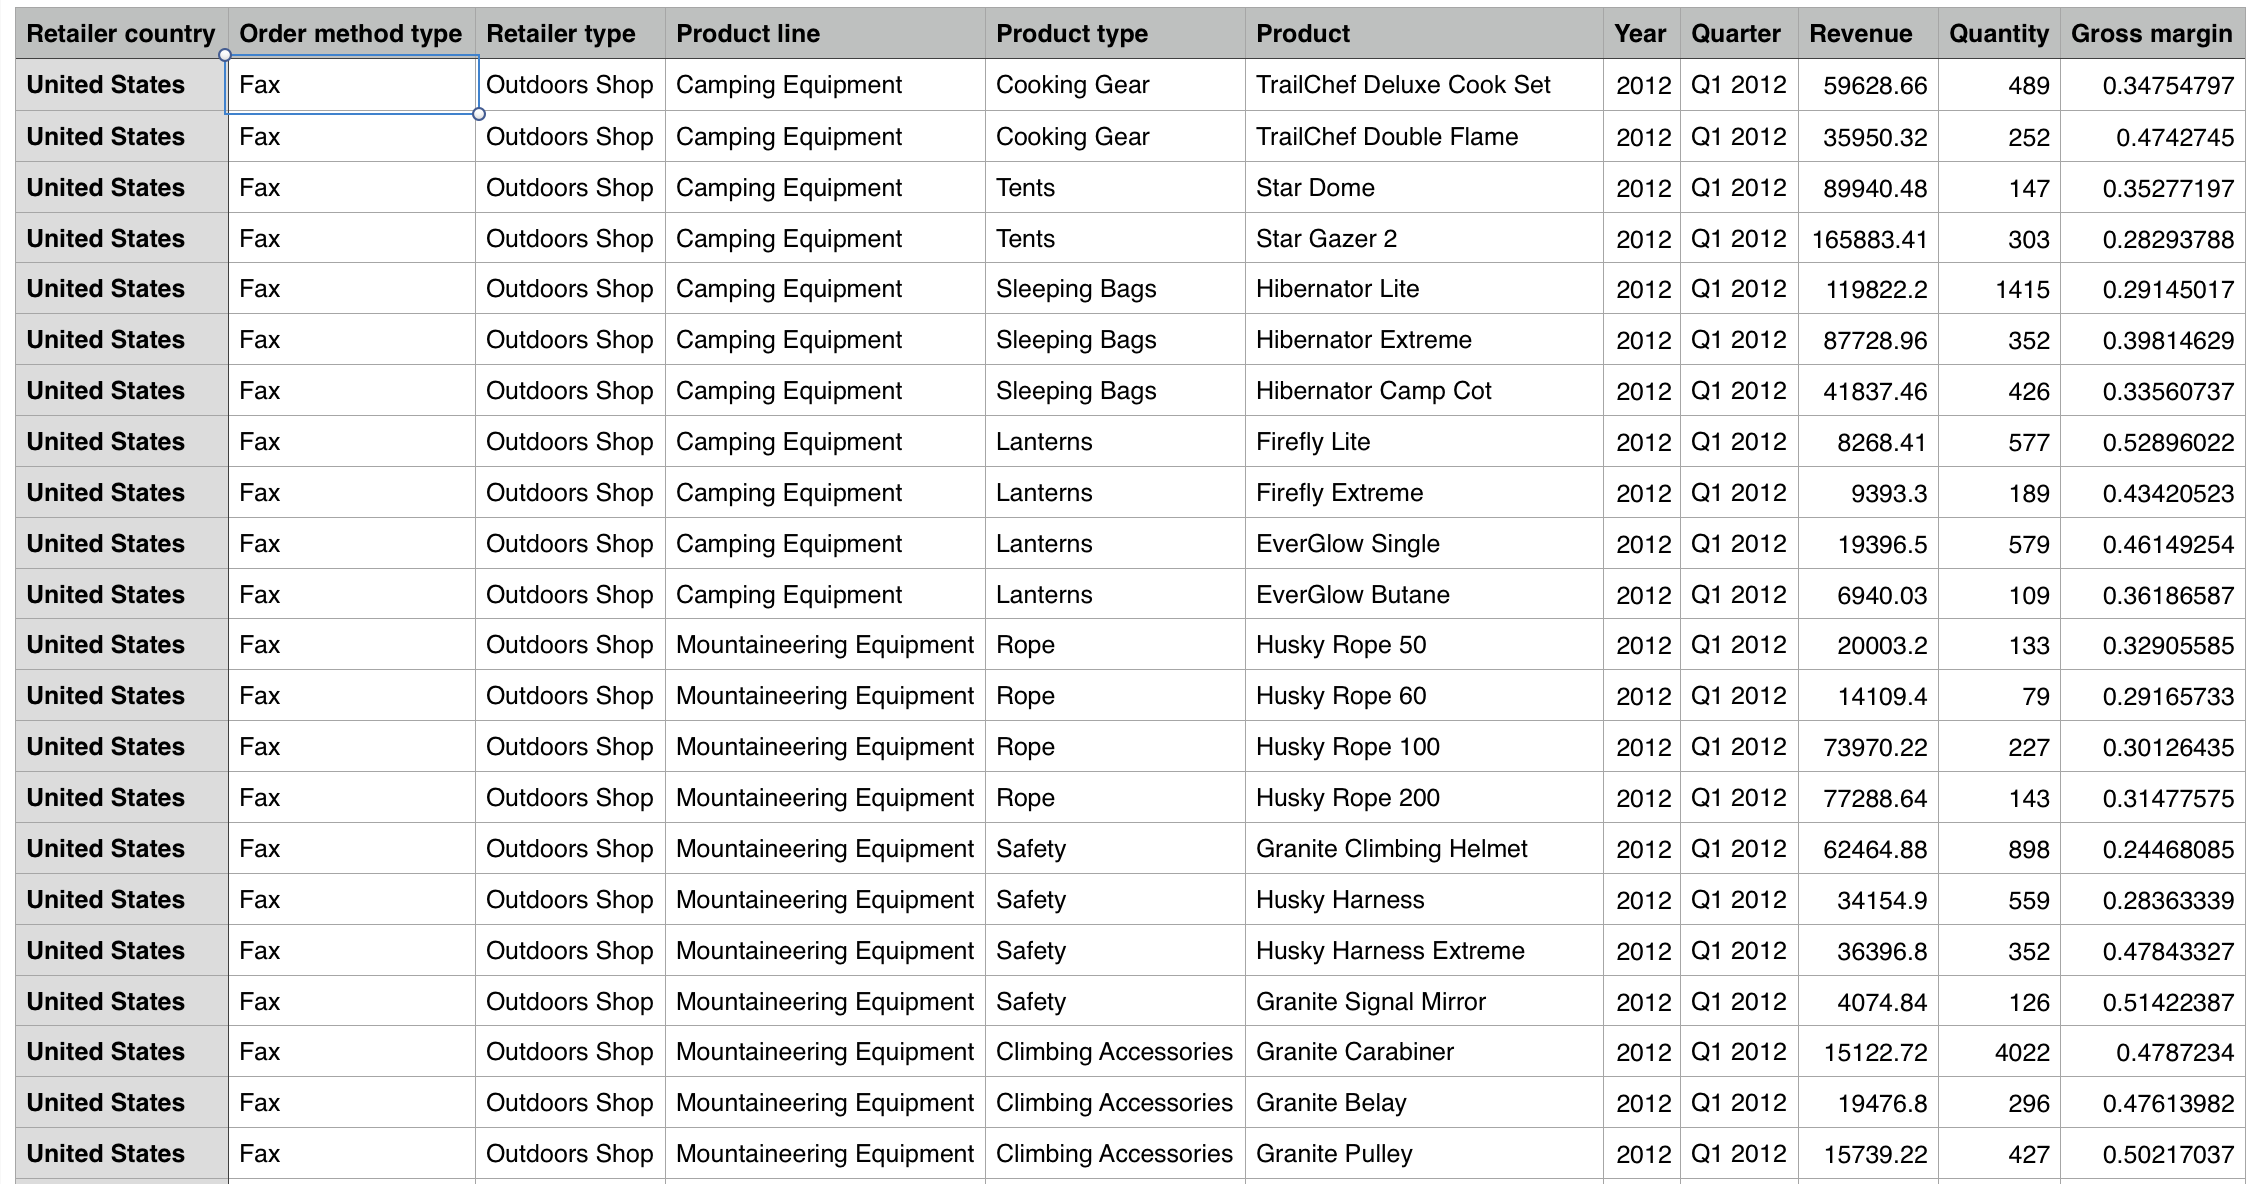 Retailer country Order method type Retailer type Product line Product type Product Year Quarter Revenue Quantity Gross margin
United States Fax Outdoors Shop Camping Equipment Cooking Gear TrailChef Deluxe Cook Set 2012 Q1 2012 59628.66 489 0.34754797
United States Fax Outdoors Shop Camping Equipment Cooking Gear TrailChef Double Flame 2012 Q1 2012 35950.32 252 0.4742745
United States Fax Outdoors Shop Camping Equipment Tents Star Dome 2012 Q1 2012 89940.48 147 0.35277197
United States Fax Outdoors Shop Camping Equipment Tents Star Gazer 2 2012 Q1 2012 165883.41 303 0.28293788
United States Fax Outdoors Shop Camping Equipment Sleeping Bags Hibernator Lite 2012 Q1 2012 119822.2 1415 0.29145017
United States Fax Outdoors Shop Camping Equipment Sleeping Bags Hibernator Extreme 2012 Q1 2012 87728.96 352 0.39814629
United States Fax Outdoors Shop Camping Equipment Sleeping Bags Hibernator Camp Cot 2012 Q1 2012 41837.46 426 0.33560737
United States Fax Outdoors Shop Camping Equipment Lanterns Firefly Lite 2012 Q1 2012 8268.41 577 0.52896022
United States Fax Outdoors Shop Camping Equipment Lanterns Firefly Extreme 2012 Q1 2012 9393.3 189 0.43420523
United States Fax Outdoors Shop Camping Equipment Lanterns EverGlow Single 2012 Q1 2012 19396.5 579 0.46149254
United States Fax Outdoors Shop Camping Equipment Lanterns EverGlow Butane 2012 Q1 2012 6940.03 109 0.36186587
United States Fax Outdoors Shop Mountaineering Equipment Rope Husky Rope 50 2012 Q1 2012 20003.2 133 0.32905585
United States Fax Outdoors Shop Mountaineering Equipment Rope Husky Rope 60 2012 Q1 2012 14109.4 79 0.29165733
United States Fax Outdoors Shop Mountaineering Equipment Rope Husky Rope 100 2012 Q1 2012 73970.22 227 0.30126435
United States Fax Outdoors Shop Mountaineering Equipment Rope Husky Rope 200 2012 Q1 2012 77288.64 143 0.31477575
United States Fax Outdoors Shop Mountaineering Equipment Safety Granite Climbing Helmet 2012 Q1 2012 62464.88 898 0.24468085
United States Fax Outdoors Shop Mountaineering Equipment Safety Husky Harness 2012 Q1 2012 34154.9 559 0.28363339
United States Fax Outdoors Shop Mountaineering Equipment Safety Husky Harness Extreme 2012 Q1 2012 36396.8 352 0.47843327
United States Fax Outdoors Shop Mountaineering Equipment Safety Granite Signal Mirror 2012 Q1 2012 4074.84 126 0.51422387
United States Fax Outdoors Shop Mountaineering Equipment Climbing Accessories Granite Carabiner 2012 Q1 2012 15122.72 4022 0.4787234
United States Fax Outdoors Shop Mountaineering Equipment Climbing Accessories Granite Belay 2012 Q1 2012 19476.8 296 0.47613982
United States Fax Outdoors Shop Mountaineering Equipment Climbing Accessories Granite Pulley 2012 Q1 2012 15739.22 427 0.50217037